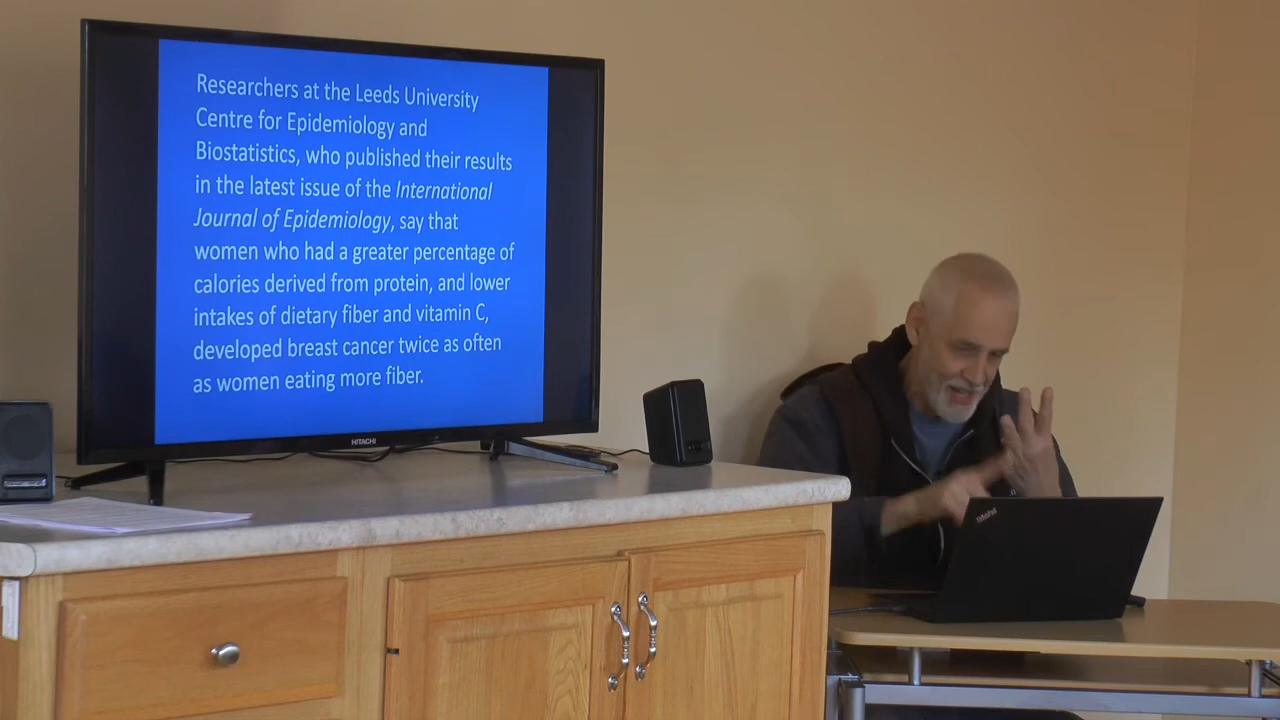 Researchers at the Leeds University
Centre for Epidemiology and
Biostatistics, who published their results
in the latest issue of the International
Journal of Epidemiology, say that
women who had a greater percentage of
calories derived from protein, and lower
intakes of dietary fiber and vitamin C,
developed breast cancer twice as often
as women eating more fiber.
HITACHI
ThinkPad